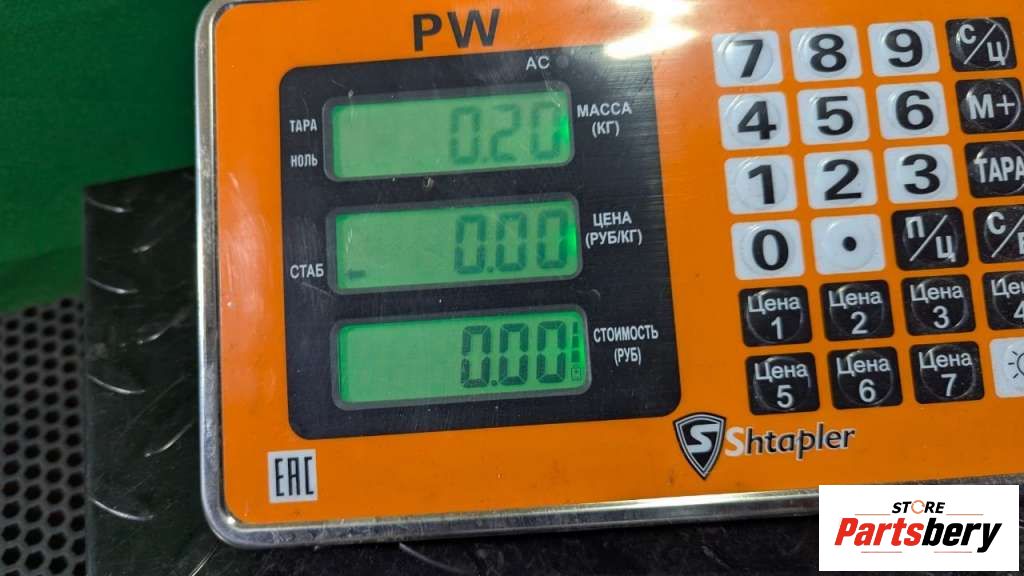 PW
AC
ТАРА
НОЛЬ
0.20
МАССА
(КГ)
СТАБ
0.00
ЦЕНА
(РУБ/КГ)
0.00
СТОИМОСТЬ
(РУБ)
7 8 9 С/Ц
4 5 6 М+
1 2 3 ТАРА
0 . П/Ц
Цена 1 Цена 2 Цена 3
Цена 5 Цена 6 Цена 7
S Shtapler
EAC
STORE
Partsbery